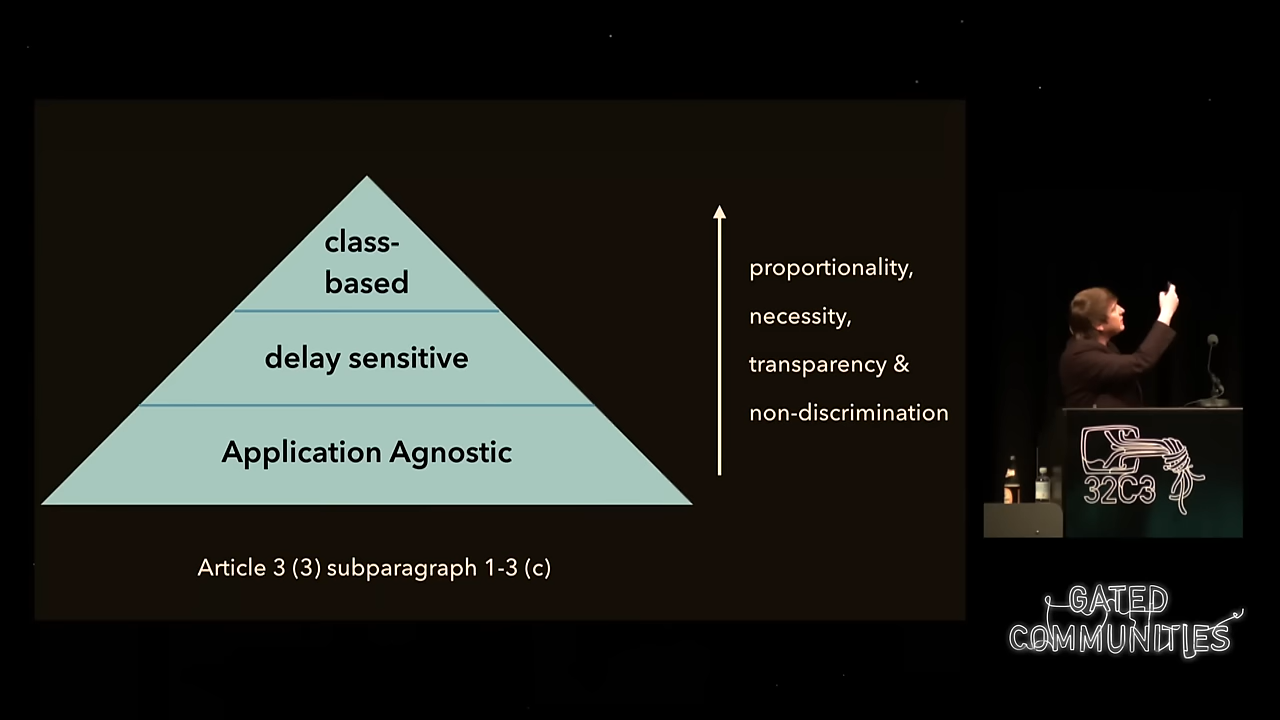 class-
based
delay sensitive
Application Agnostic
proportionality,
necessity,
transparency &
non-discrimination
Article 3 (3) subparagraph 1-3 (c)
32C3
GATED
COMMUNITIES